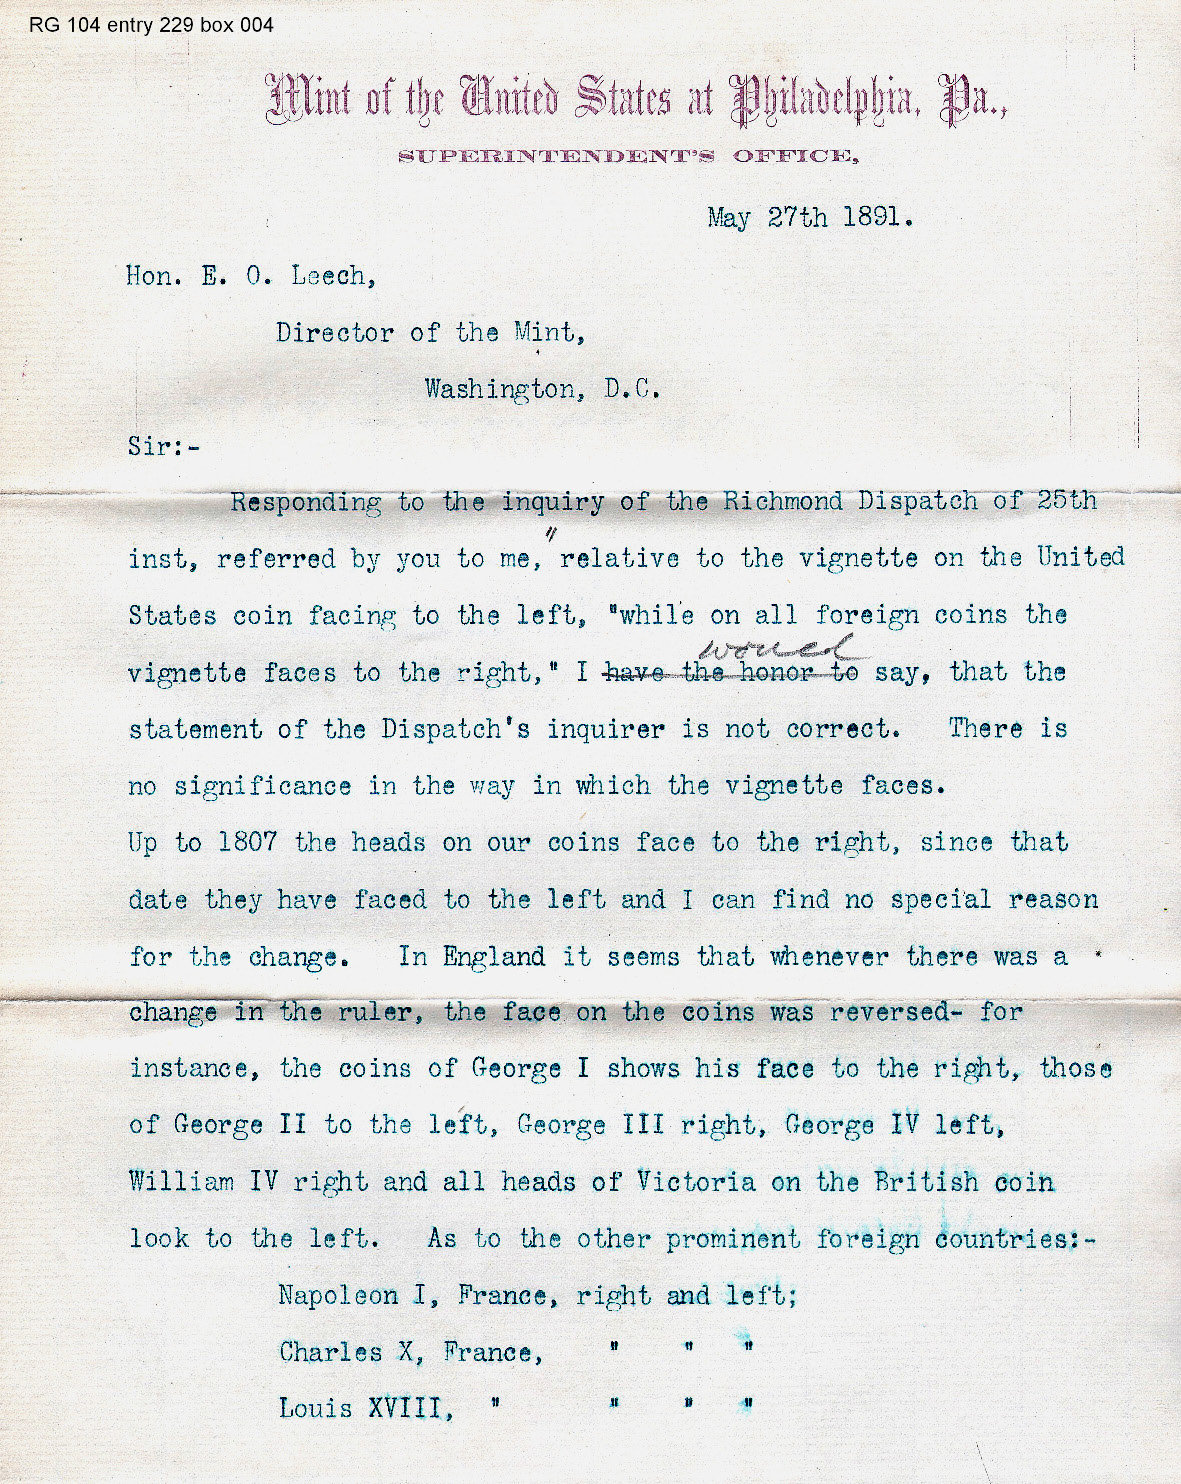 RG 104 entry 229 box 004
Mint of the United States at Philadelphia, Pa.,
SUPERINTENDENT'S OFFICE,
May 27th 1891.
Hon. E. O. Leech,
Director of the Mint,
Washington, D.C.
Sir:-
Responding to the inquiry of the Richmond Dispatch of 25th
inst, referred by you to me, " relative to the vignette on the United
States coin facing to the left, "while on all foreign coins the
would
vignette faces to the right," I have the honor to say, that the
statement of the Dispatch's inquirer is not correct. There is
no significance in the way in which the vignette faces.
Up to 1807 the heads on our coins face to the right, since that
date they have faced to the left and I can find no special reason
for the change. In England it seems that whenever there was a
change in the ruler, the face on the coins was reversed- for
instance, the coins of George I shows his face to the right, those
of George II to the left, George III right, George IV left,
William IV right and all heads of Victoria on the British coin
look to the left. As to the other prominent foreign countries:-
Napoleon I, France, right and left;
Charles X, France, " " "
Louis XVIII, " " " "